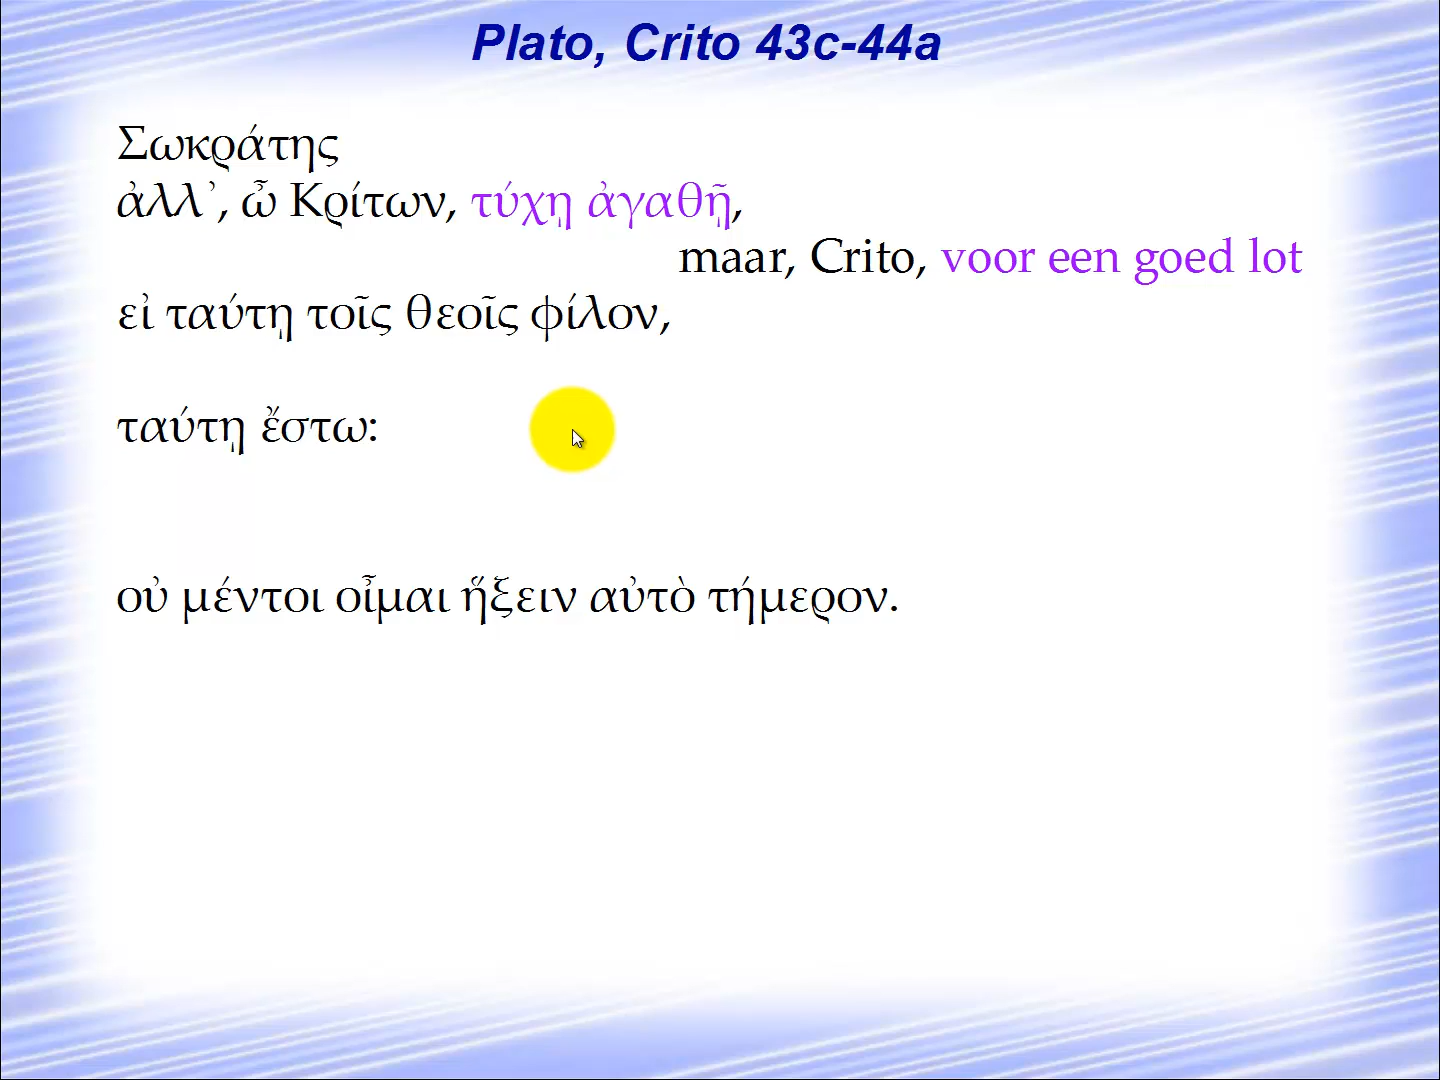 Plato, Crito 43c-44a
Σωκράτης
ἀλλ᾽, ὦ Κρίτων, τύχῃ ἀγαθῇ,
maar, Crito, voor een goed lot
εἰ ταύτῃ τοῖς θεοῖς φίλον,
ταύτῃ ἔστω:
οὐ μέντοι οἶμαι ἥξειν αὐτὸ τήμερον.